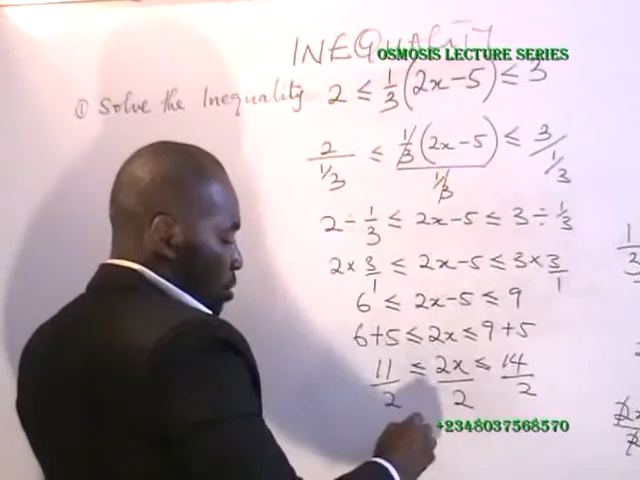 INEQUALITY
OSMOSIS LECTURE SERIES
① Solve the Inequality 2 ≤ 1/3(2x-5) ≤ 3
2/(1/3) ≤ 1/3(2x-5)/(1/3) ≤ 3/(1/3)
2 ÷ 1/3 ≤ 2x-5 ≤ 3 ÷ 1/3
2 × 3/1 ≤ 2x-5 ≤ 3 × 3/1
6 ≤ 2x-5 ≤ 9
6+5 ≤ 2x ≤ 9+5
11/2 ≤ 2x/2 ≤ 14/2
+2348037568570